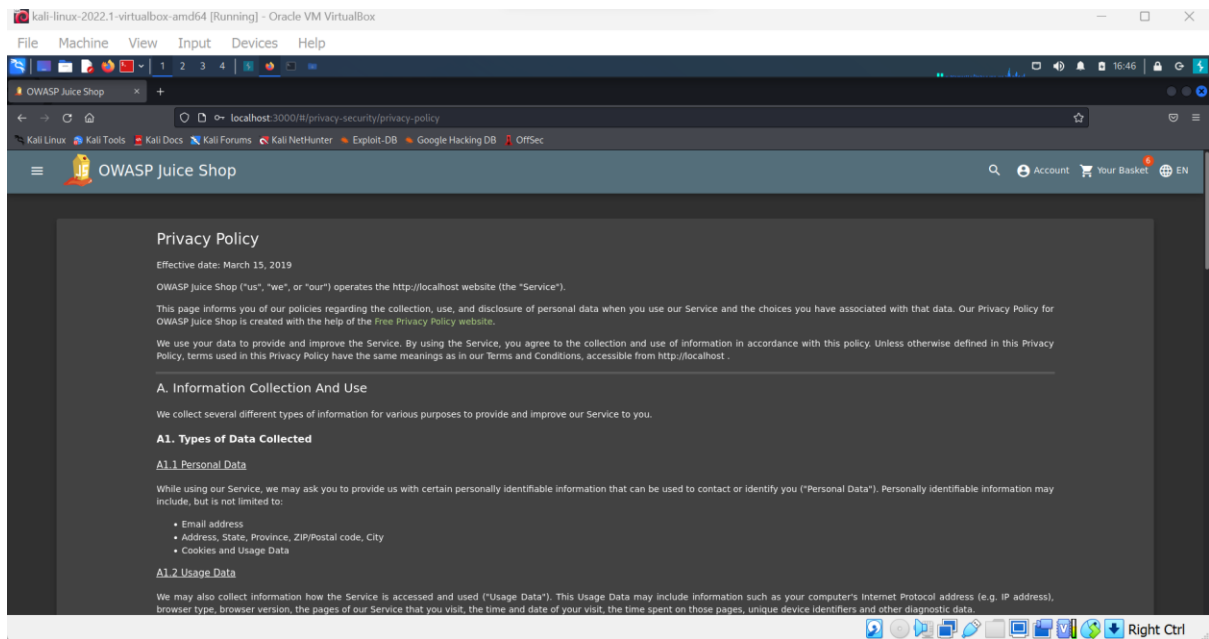 kali-linux-2022.1-virtualbox-amd64 [Running] - Oracle VM VirtualBox
File Machine View Input Devices Help
1 2 3 4 16:46
OWASP Juice Shop
localhost:3000/#/privacy-security/privacy-policy
Kali Linux Kali Tools Kali Docs Kali Forums Kali NetHunter Exploit-DB Google Hacking DB OffSec
OWASP Juice Shop Account Your Basket 6 EN
Privacy Policy
Effective date: March 15, 2019
OWASP Juice Shop ("us", "we", or "our") operates the http://localhost website (the "Service").
This page informs you of our policies regarding the collection, use, and disclosure of personal data when you use our Service and the choices you have associated with that data. Our Privacy Policy for
OWASP Juice Shop is created with the help of the Free Privacy Policy website.
We use your data to provide and improve the Service. By using the Service, you agree to the collection and use of information in accordance with this policy. Unless otherwise defined in this Privacy
Policy, terms used in this Privacy Policy have the same meanings as in our Terms and Conditions, accessible from http://localhost .
A. Information Collection And Use
We collect several different types of information for various purposes to provide and improve our Service to you.
A1. Types of Data Collected
A1.1 Personal Data
While using our Service, we may ask you to provide us with certain personally identifiable information that can be used to contact or identify you ("Personal Data"). Personally identifiable information may
include, but is not limited to:
• Email address
• Address, State, Province, ZIP/Postal code, City
• Cookies and Usage Data
A1.2 Usage Data
We may also collect information how the Service is accessed and used ("Usage Data"). This Usage Data may include information such as your computer's Internet Protocol address (e.g. IP address),
browser type, browser version, the pages of our Service that you visit, the time and date of your visit, the time spent on those pages, unique device identifiers and other diagnostic data.
Right Ctrl